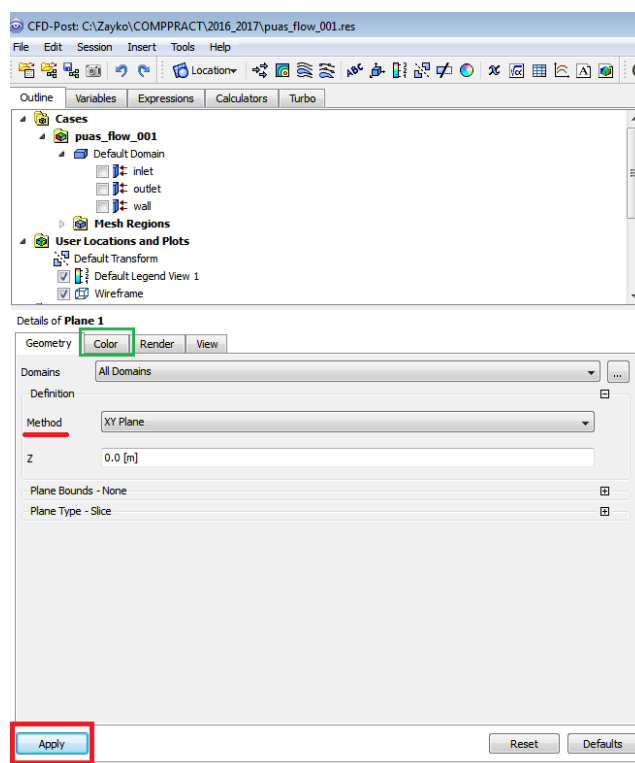 CFD-Post: C:\Zayko\COMPPRACT\2016_2017\puas_flow_001.res
File Edit Session Insert Tools Help
Location
ABC
Outline Variables Expressions Calculators Turbo
Cases
puas_flow_001
Default Domain
inlet
outlet
wall
Mesh Regions
User Locations and Plots
Default Transform
Default Legend View 1
Wireframe
Details of Plane 1
Geometry Color Render View
Domains All Domains ...
Definition
Method XY Plane
Z 0.0 [m]
Plane Bounds - None
Plane Type - Slice
Apply Reset Defaults